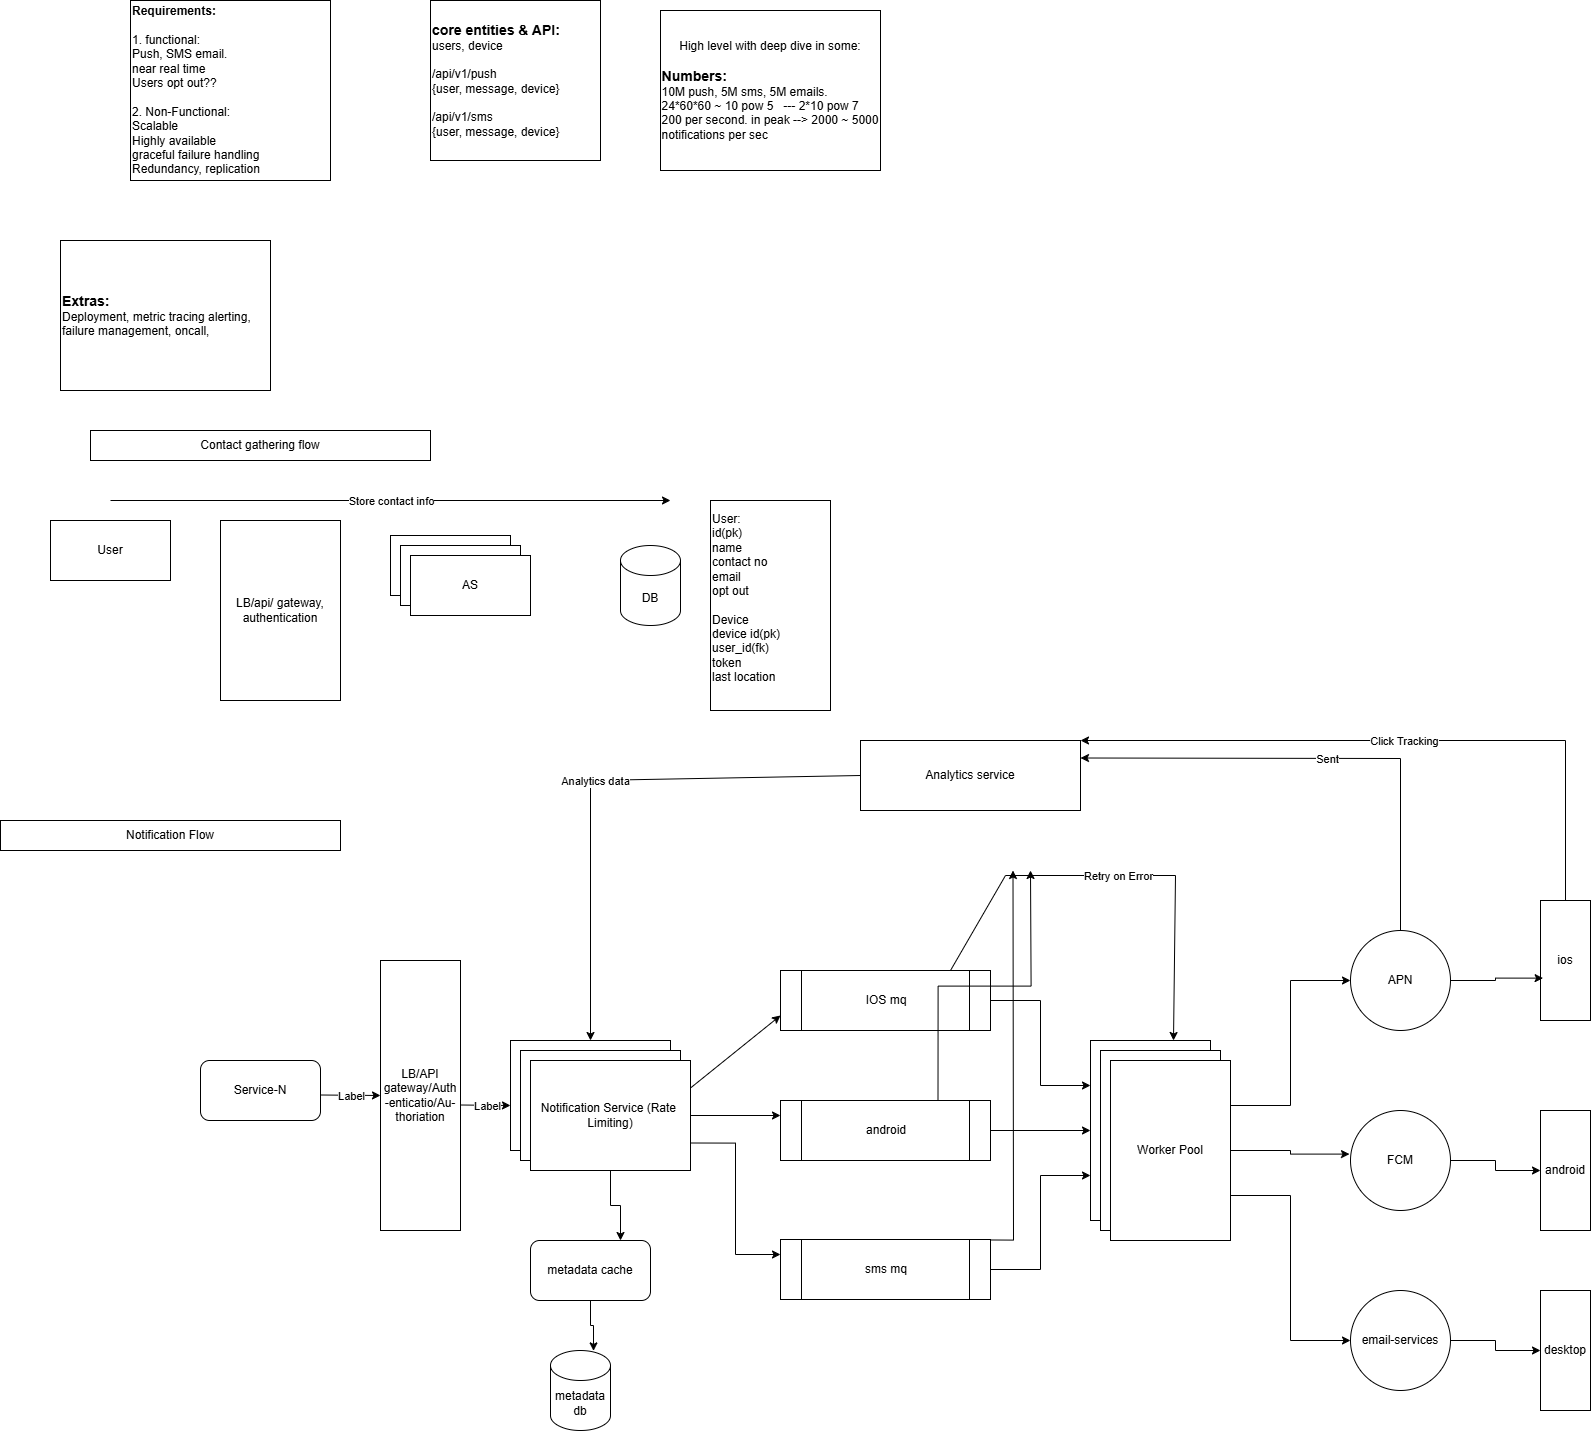 Requirements:
1. functional:
Push, SMS email.
near real time
Users opt out??
2. Non-Functional:
Scalable
Highly available
graceful failure handling
Redundancy, replication
core entities & API:
users, device
/api/v1/push
{user, message, device}
/api/v1/sms
{user, message, device}
High level with deep dive in some:
Numbers:
10M push, 5M sms, 5M emails.
24*60*60 ~ 10 pow 5   --- 2*10 pow 7
200 per second. in peak --> 2000 ~ 5000
notifications per sec
Extras:
Deployment, metric tracing alerting,
failure management, oncall,
Contact gathering flow
Store contact info
User
LB/api/ gateway,
authentication
AS
DB
User:
id(pk)
name
contact no
email
opt out
Device
device id(pk)
user_id(fk)
token
last location
Click Tracking
Sent
Analytics service
Analytics data
Notification Flow
Retry on Error
Service-N
Label
LB/API
gateway/Auth
-enticatio/Au-
thoriation
Label
Notification Service (Rate
Limiting)
IOS mq
android
sms mq
Worker Pool
APN
ios
FCM
android
email-services
desktop
metadata cache
metadata
db